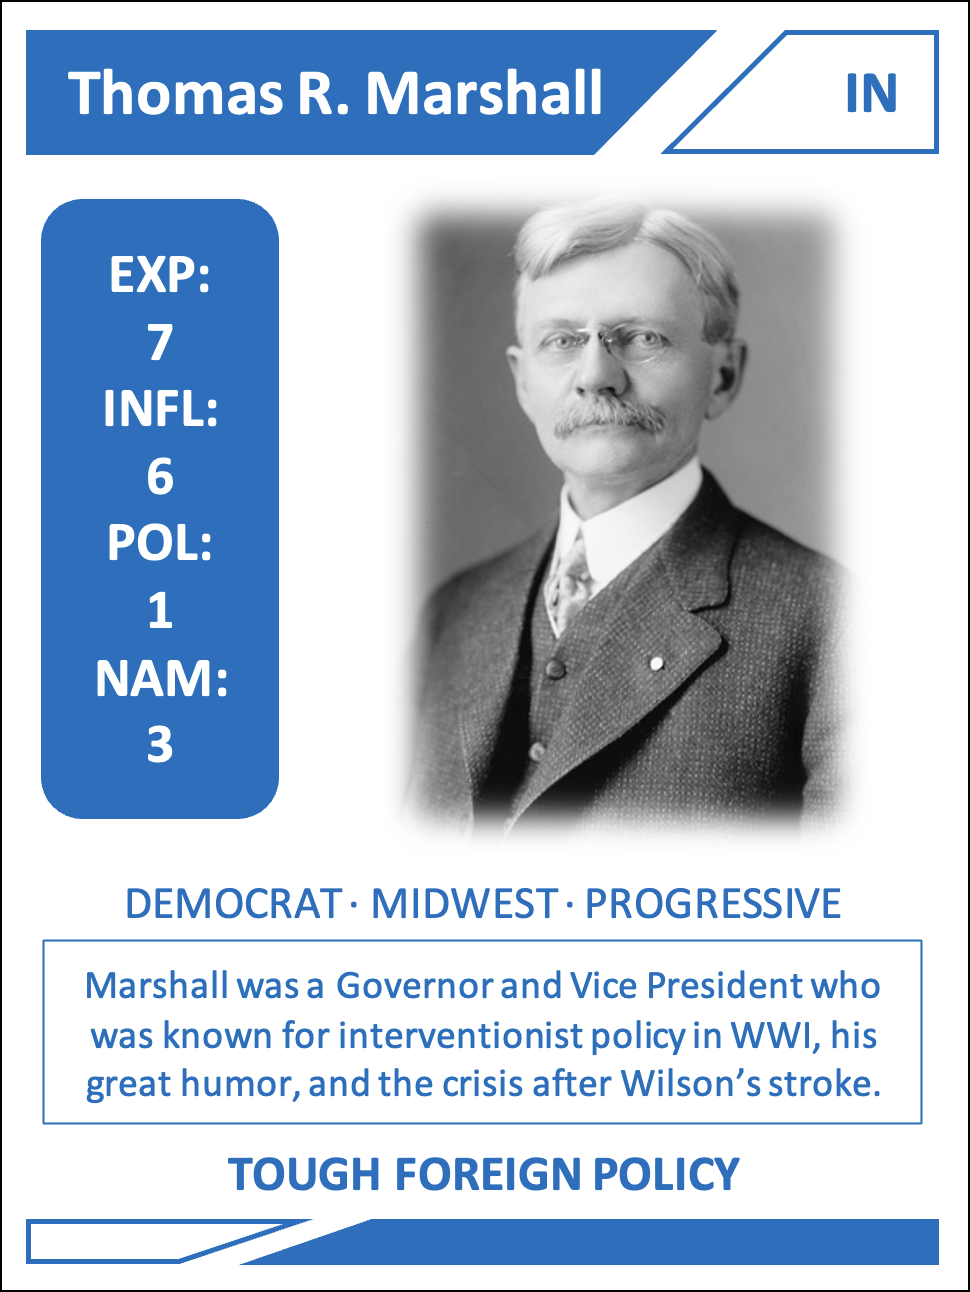 Thomas R. Marshall
IN
EXP:
7
INFL:
6
POL:
1
NAM:
3
DEMOCRAT · MIDWEST · PROGRESSIVE
Marshall was a Governor and Vice President who
was known for interventionist policy in WWI, his
great humor, and the crisis after Wilson’s stroke.
TOUGH FOREIGN POLICY